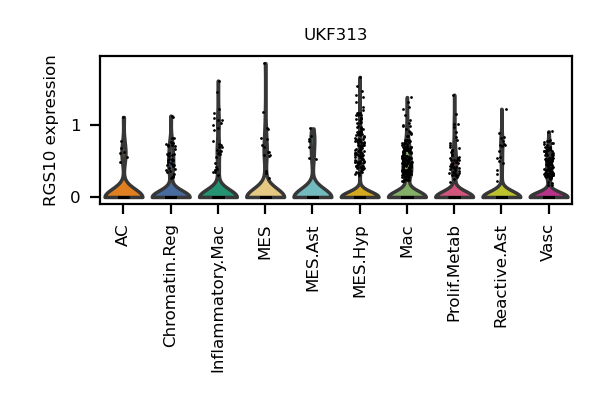 UKF313
RGS10 expression
1
0
AC
Chromatin.Reg
Inflammatory.Mac
MES
MES.Ast
MES.Hyp
Mac
Prolif.Metab
Reactive.Ast
Vasc